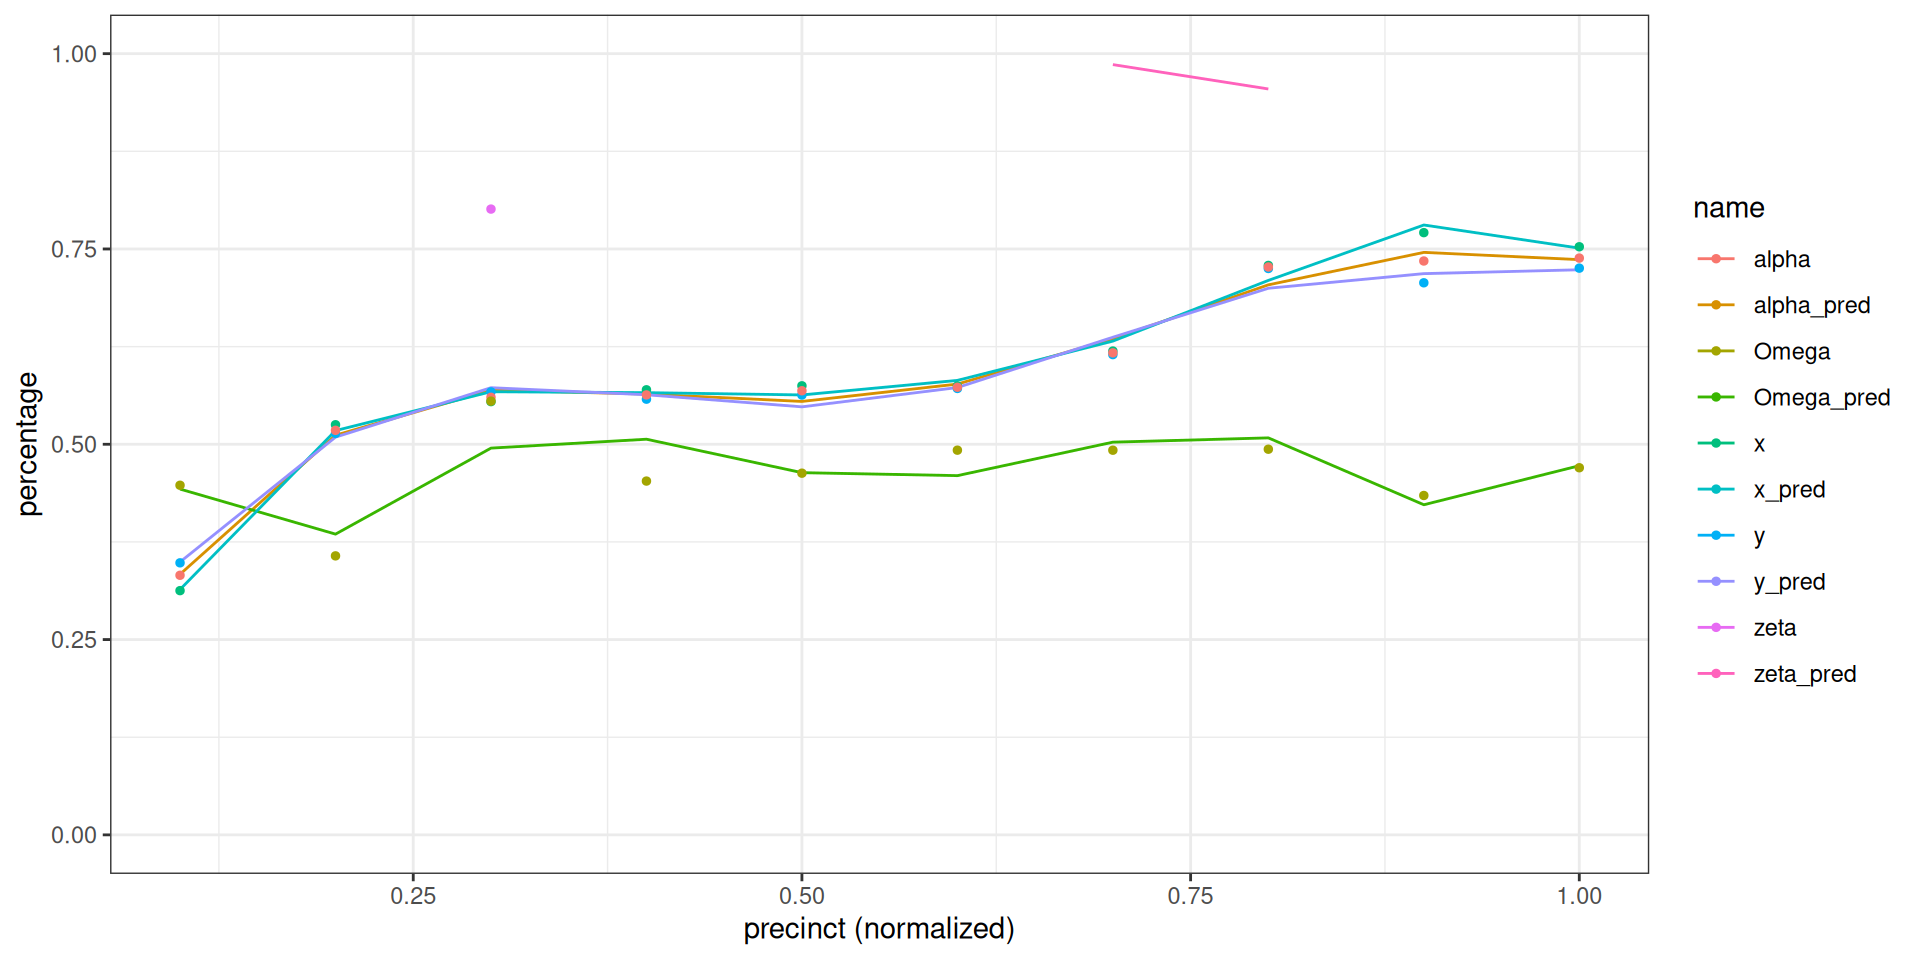 1.00
0.75
0.50
0.25
0.00
percentage
0.25 0.50 0.75 1.00
precinct (normalized)
name
alpha
alpha_pred
Omega
Omega_pred
x
x_pred
y
y_pred
zeta
zeta_pred